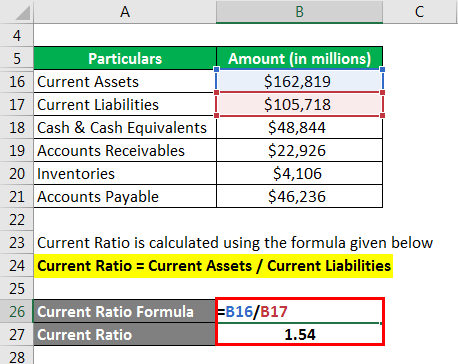 A B C
4
5 Particulars Amount (in millions)
16 Current Assets $162,819
17 Current Liabilities $105,718
18 Cash & Cash Equivalents $48,844
19 Accounts Receivables $22,926
20 Inventories $4,106
21 Accounts Payable $46,236
22
23 Current Ratio is calculated using the formula given below
24 Current Ratio = Current Assets / Current Liabilities
25
26 Current Ratio Formula =B16/B17
27 Current Ratio 1.54
28